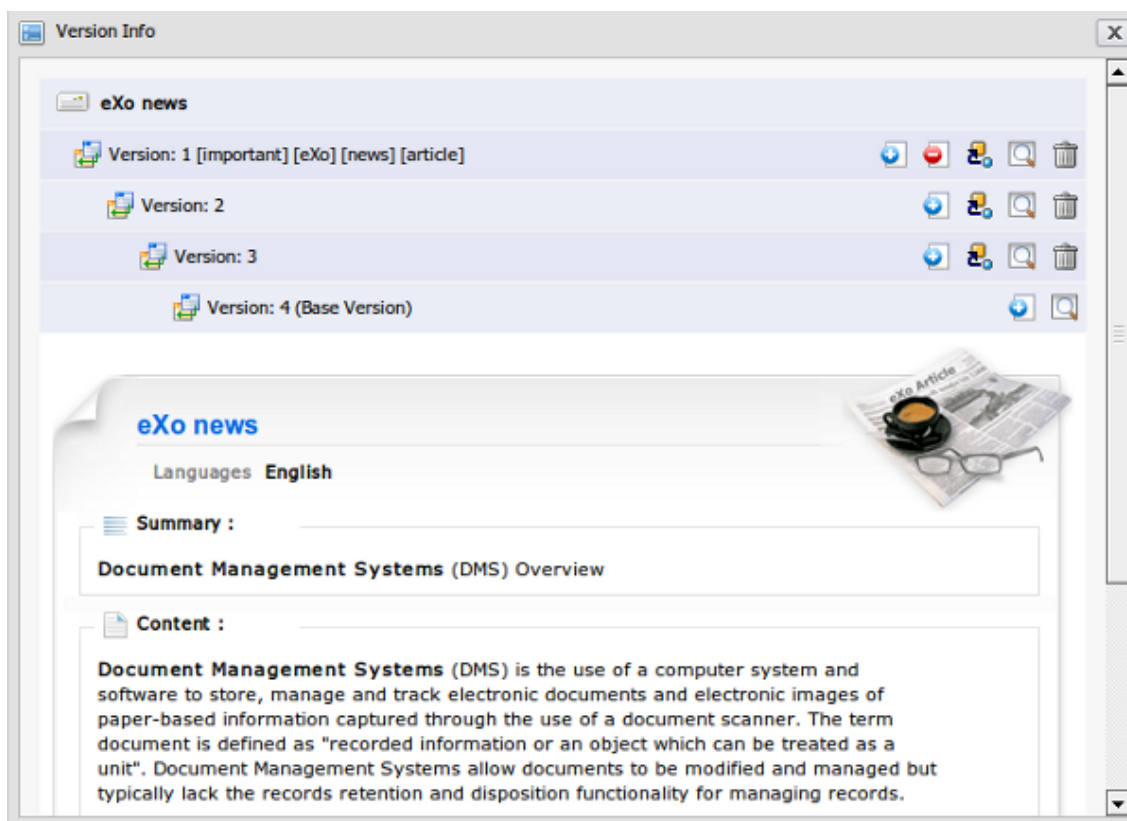 Version Info
eXo news
Version: 1 [important] [eXo] [news] [article]
Version: 2
Version: 3
Version: 4 (Base Version)
eXo Article
eXo news
Languages English
Summary :
Document Management Systems (DMS) Overview
Content :
Document Management Systems (DMS) is the use of a computer system and
software to store, manage and track electronic documents and electronic images of
paper-based information captured through the use of a document scanner. The term
document is defined as "recorded information or an object which can be treated as a
unit". Document Management Systems allow documents to be modified and managed but
typically lack the records retention and disposition functionality for managing records.